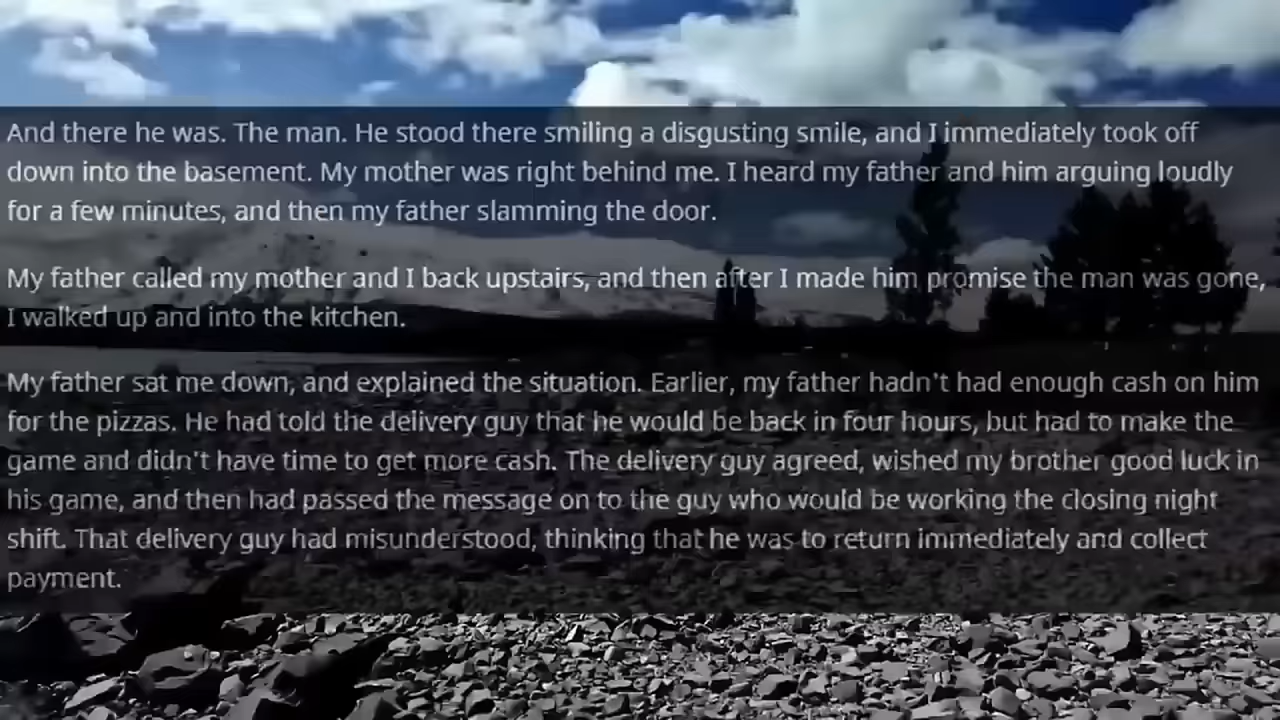 And there he was. The man. He stood there smiling a disgusting smile, and I immediately took off
down into the basement. My mother was right behind me. I heard my father and him arguing loudly
for a few minutes, and then my father slamming the door.
My father called my mother and I back upstairs, and then after I made him promise the man was gone,
I walked up and into the kitchen.
My father sat me down, and explained the situation. Earlier, my father hadn't had enough cash on him
for the pizzas. He had told the delivery guy that he would be back in four hours, but had to make the
game and didn't have time to get more cash. The delivery guy agreed, wished my brother good luck in
his game, and then had passed the message on to the guy who would be working the closing night
shift. That delivery guy had misunderstood, thinking that he was to return immediately and collect
payment.